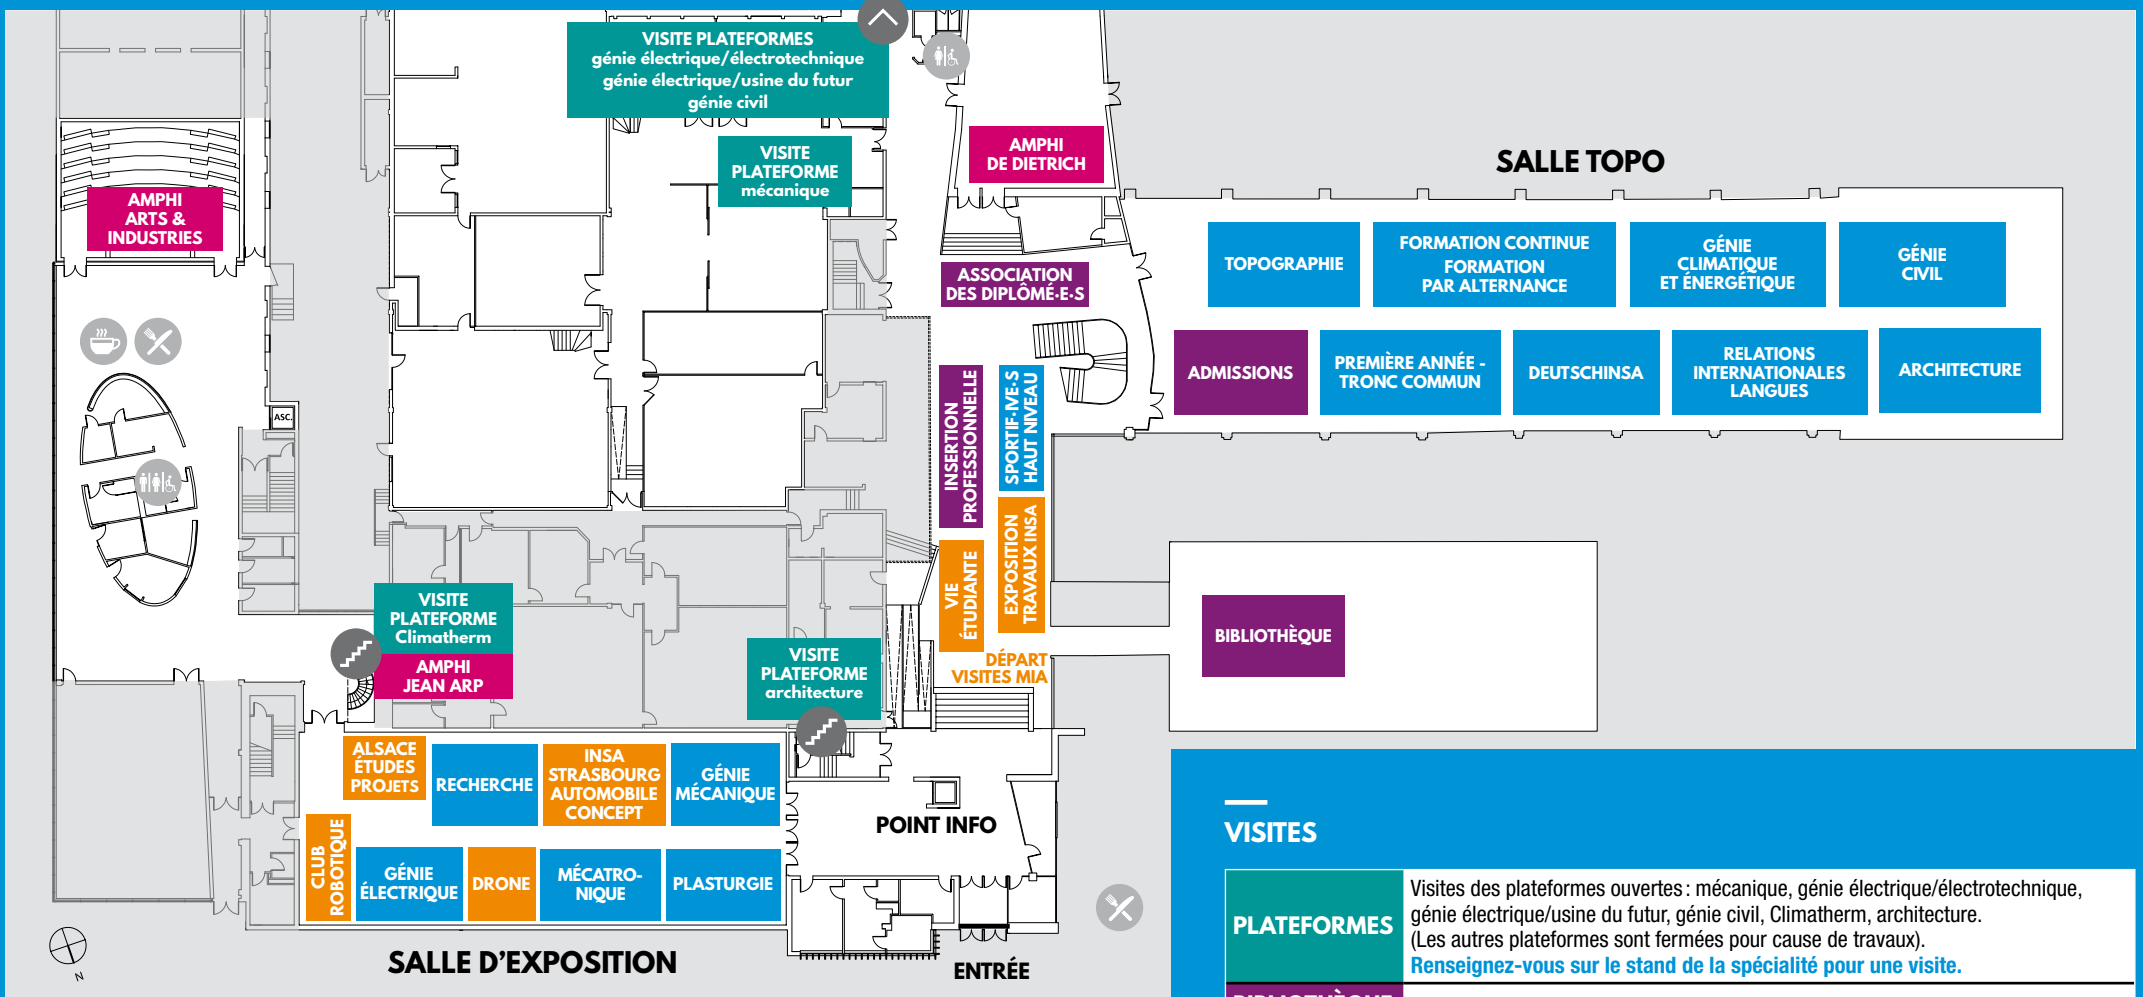 VISITE PLATEFORMES
génie électrique/électrotechnique
génie électrique/usine du futur
génie civil
VISITE
PLATEFORME
mécanique
AMPHI
DE DIETRICH
AMPHI
ARTS &
INDUSTRIES
SALLE TOPO
TOPOGRAPHIE
FORMATION CONTINUE
FORMATION
PAR ALTERNANCE
GÉNIE
CLIMATIQUE
ET ÉNERGÉTIQUE
GÉNIE
CIVIL
ASSOCIATION
DES DIPLÔMÉ·E·S
ADMISSIONS
PREMIÈRE ANNÉE -
TRONC COMMUN
DEUTSCHINSA
RELATIONS
INTERNATIONALES
LANGUES
ARCHITECTURE
INSERTION
PROFESSIONNELLE
SPORTIF·IVE·S
HAUT NIVEAU
ASC.
VIE
ÉTUDIANTE
EXPOSITION
TRAVAUX INSA
DÉPART
VISITES MIA
BIBLIOTHÈQUE
VISITE
PLATEFORME
Climatherm
AMPHI
JEAN ARP
VISITE
PLATEFORME
architecture
ALSACE
ÉTUDES
PROJETS
RECHERCHE
INSA
STRASBOURG
AUTOMOBILE
CONCEPT
GÉNIE
MÉCANIQUE
CLUB
ROBOTIQUE
GÉNIE
ÉLECTRIQUE
DRONE
MÉCATRO-
NIQUE
PLASTURGIE
POINT INFO
SALLE D'EXPOSITION
ENTRÉE
N
VISITES
PLATEFORMES
Visites des plateformes ouvertes : mécanique, génie électrique/électrotechnique,
génie électrique/usine du futur, génie civil, Climatherm, architecture.
(Les autres plateformes sont fermées pour cause de travaux).
Renseignez-vous sur le stand de la spécialité pour une visite.
BIBLIOTHÈQUE